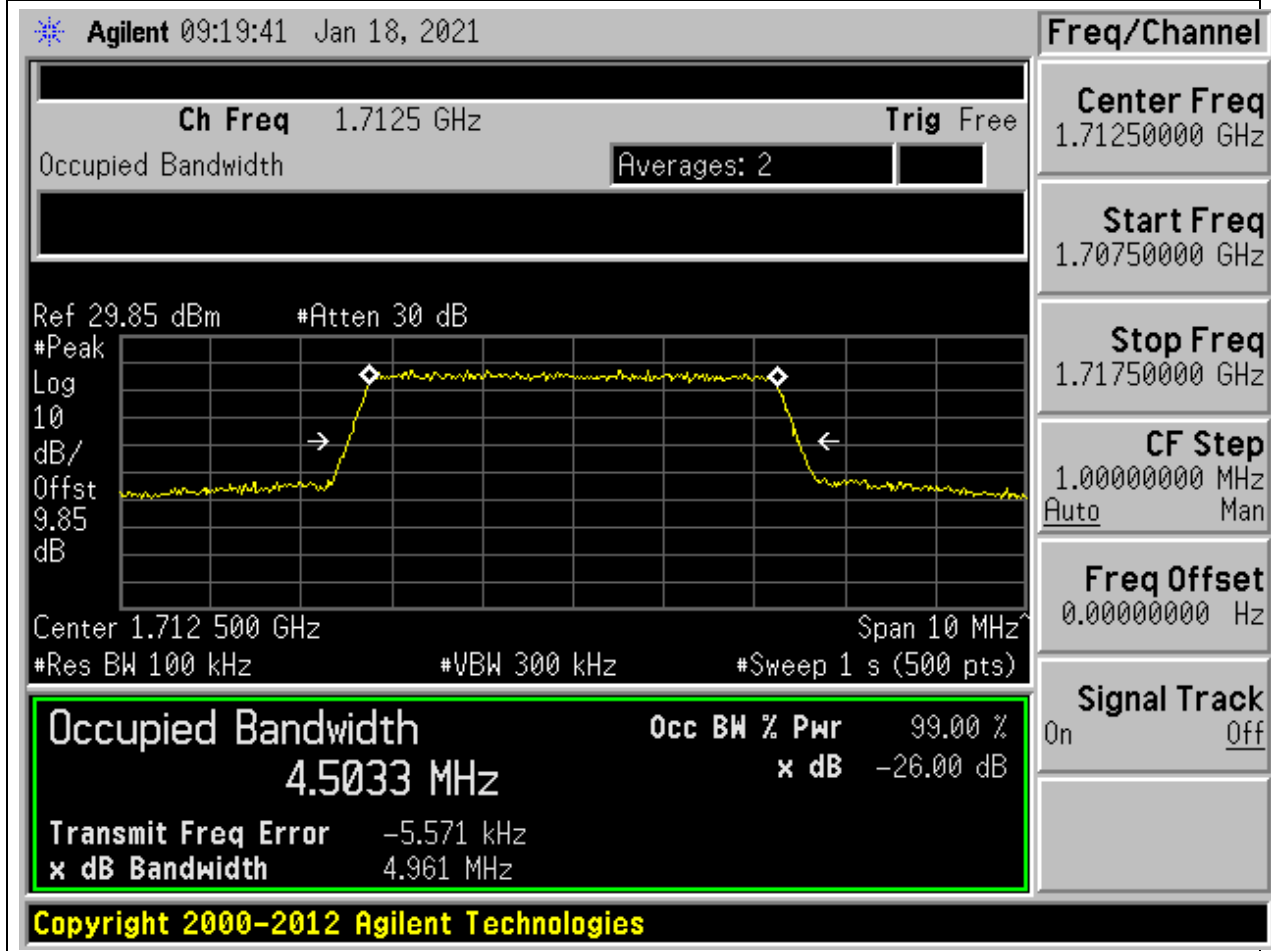 Agilent 09:19:41 Jan 18, 2021
Freq/Channel
Ch Freq 1.7125 GHz Trig Free
Occupied Bandwidth Averages: 2
Ref 29.85 dBm #Atten 30 dB
#Peak
Log
10
dB/
Offst
9.85
dB
Center 1.712 500 GHz Span 10 MHz^
#Res BW 100 kHz #VBW 300 kHz #Sweep 1 s (500 pts)
Occupied Bandwidth Occ BW % Pwr 99.00 %
4.5033 MHz x dB -26.00 dB
Transmit Freq Error -5.571 kHz
x dB Bandwidth 4.961 MHz
Center Freq
1.71250000 GHz
Start Freq
1.70750000 GHz
Stop Freq
1.71750000 GHz
CF Step
1.00000000 MHz
Auto Man
Freq Offset
0.00000000 Hz
Signal Track
On Off
Copyright 2000-2012 Agilent Technologies